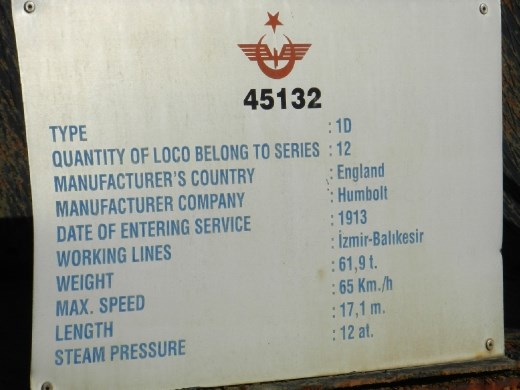 45132
TYPE : 1D
QUANTITY OF LOCO BELONG TO SERIES : 12
MANUFACTURER'S COUNTRY : England
MANUFACTURER COMPANY : Humbolt
DATE OF ENTERING SERVICE : 1913
WORKING LINES : İzmir-Balıkesir
WEIGHT : 61,9 t.
MAX. SPEED : 65 Km./h
LENGTH : 17,1 m.
STEAM PRESSURE : 12 at.